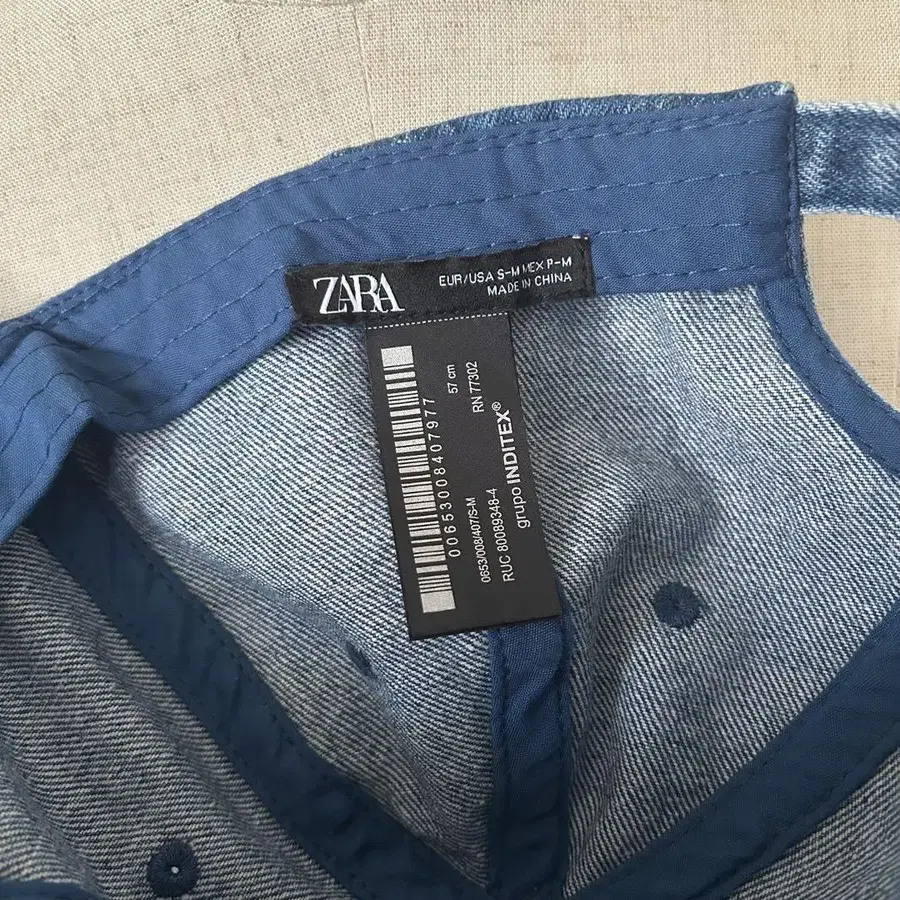 ZARA
EUR/USA S-M MEX P-M
MADE IN CHINA
00653008407977
57 cm
0653/008/407/S-M
RN 77302
RUC 80089348-4
grupo INDITEX®